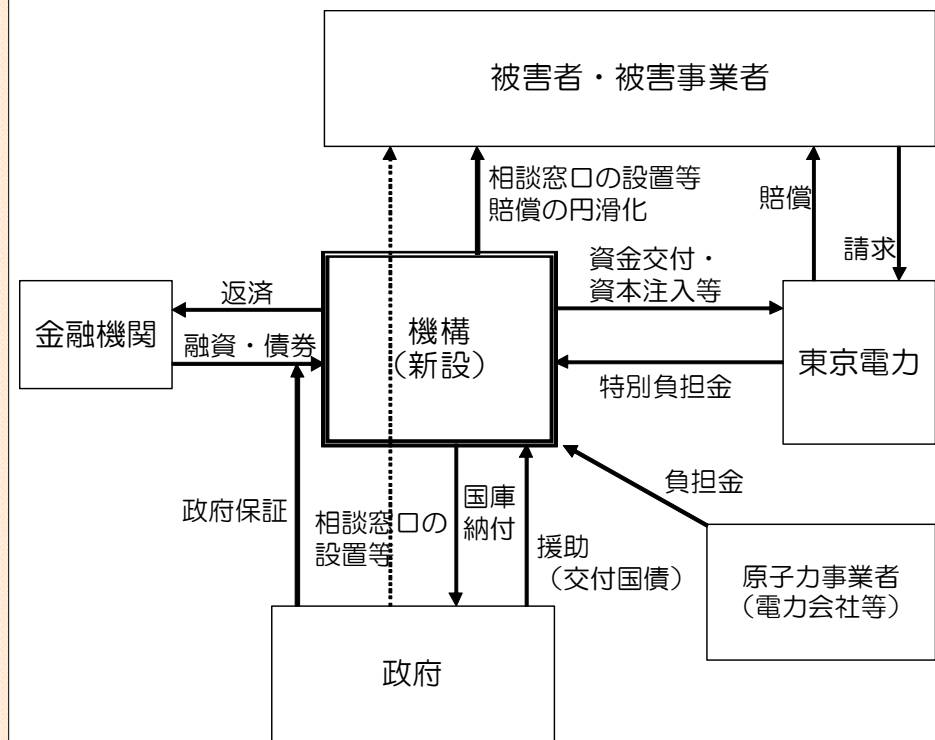 被害者・被害事業者
相談窓口の設置等
賠償の円滑化
賠償
請求
資金交付・
資本注入等
返済
金融機関
融資・債券
機構
（新設）
東京電力
特別負担金
負担金
政府保証
相談窓口の
設置等
国庫
納付
援助
（交付国債）
原子力事業者
（電力会社等）
政府